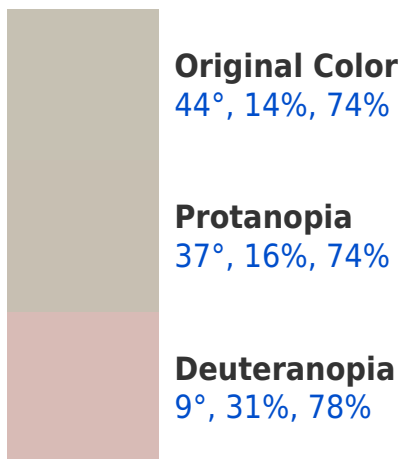 Original Color
44°, 14%, 74%
Protanopia
37°, 16%, 74%
Deuteranopia
9°, 31%, 78%